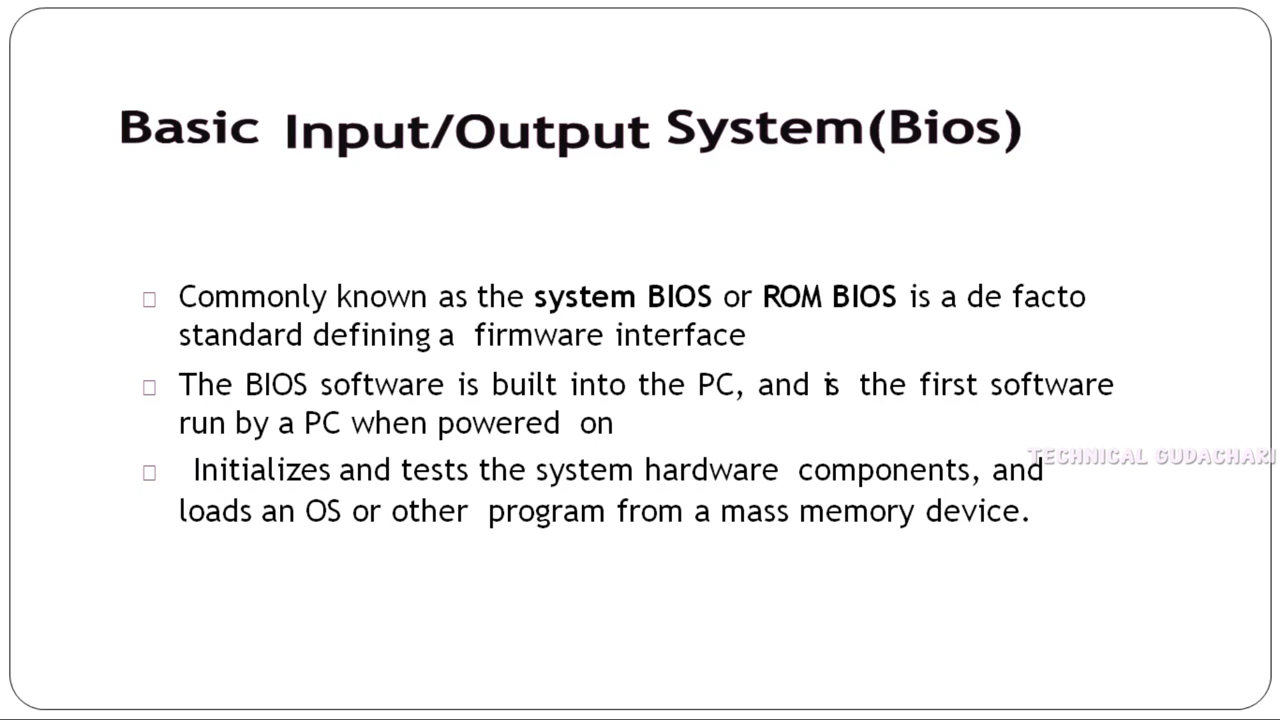 Basic Input/Output System(Bios)
Commonly known as the system BIOS or ROM BIOS is a de facto
standard defining a firmware interface
The BIOS software is built into the PC, and is the first software
run by a PC when powered on
Initializes and tests the system hardware components, and
loads an OS or other program from a mass memory device.
TECHNICAL GUDACHARI